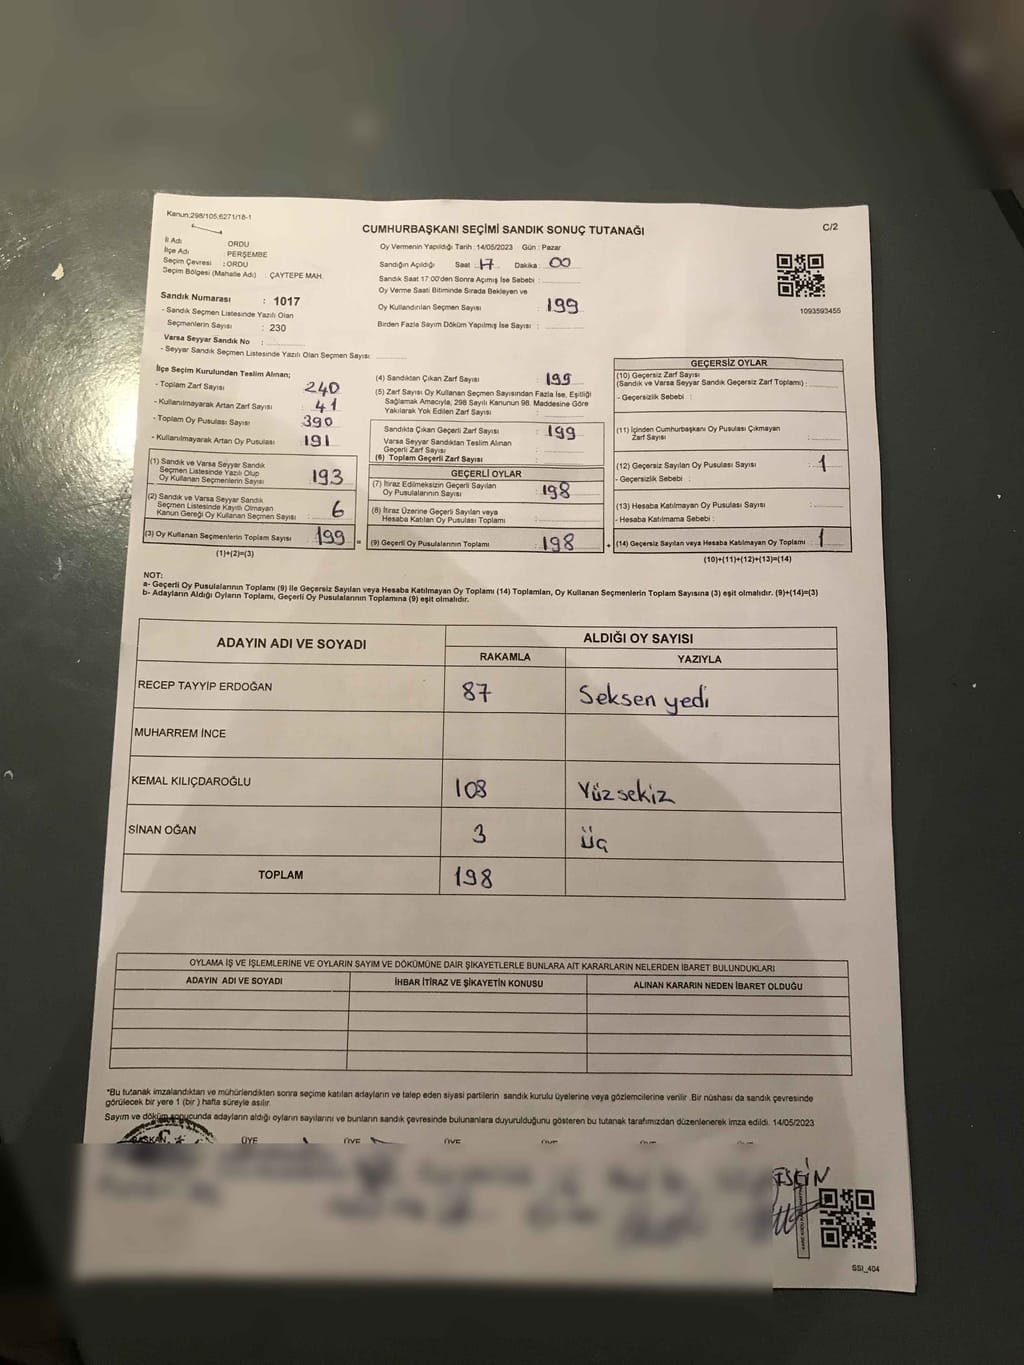 Kanun;298/105,6271/18-1
C/2
CUMHURBAŞKANI SEÇİMİ SANDIK SONUÇ TUTANAĞI
İl Adı : ORDU
İlçe Adı : PERŞEMBE
Seçim Çevresi : ORDU
Seçim Bölgesi (Mahalle Adı) : ÇAYTEPE MAH.
Sandık Numarası : 1017
- Sandık Seçmen Listesinde Yazılı Olan
Seçmenlerin Sayısı : 230
Varsa Seyyar Sandık No :
- Seyyar Sandık Seçmen Listesinde Yazılı Olan Seçmen Sayısı:
Oy Vermenin Yapıldığı Tarih : 14/05/2023 Gün : Pazar
Sandığın Açıldığı Saat : 17 Dakika : 00
Sandık Saat 17:00'den Sonra Açılmış İse Sebebi :
Oy Verme Saati Bitiminde Sırada Bekleyen ve
Oy Kullandırılan Seçmen Sayısı : 199
Birden Fazla Sayım Döküm Yapılmış İse Sayısı :
1093593455
İlçe Seçim Kurulundan Teslim Alınan;
- Toplam Zarf Sayısı : 240
- Kullanılmayarak Artan Zarf Sayısı : 41
- Toplam Oy Pusulası Sayısı : 390
- Kullanılmayarak Artan Oy Pusulası : 191
(1) Sandık ve Varsa Seyyar Sandık
Seçmen Listesinde Yazılı Olup
Oy Kullanan Seçmenlerin Sayısı : 193
(2) Sandık ve Varsa Seyyar Sandık
Seçmen Listesinde Kayıtlı Olmayan
Kanun Gereği Oy Kullanan Seçmen Sayısı : 6
(3) Oy Kullanan Seçmenlerin Toplam Sayısı : 199
(1)+(2)=(3)
(4) Sandıktan Çıkan Zarf Sayısı : 199
(5) Zarf Sayısı Oy Kullanan Seçmen Sayısından Fazla İse, Eşitliği
Sağlamak Amacıyla, 298 Sayılı Kanunun 98. Maddesine Göre
Yakılarak Yok Edilen Zarf Sayısı :
Sandıkta Çıkan Geçerli Zarf Sayısı : 199
Varsa Seyyar Sandıktan Teslim Alınan
Geçerli Zarf Sayısı :
(6) Toplam Geçerli Zarf Sayısı :
GEÇERLİ OYLAR
(7) İtiraz Edilmeksizin Geçerli Sayılan
Oy Pusulalarının Sayısı : 198
(8) İtiraz Üzerine Geçerli Sayılan veya
Hesaba Katılan Oy Pusulası Toplamı :
= (9) Geçerli Oy Pusulalarının Toplamı : 198 +
GEÇERSİZ OYLAR
(10) Geçersiz Zarf Sayısı
(Sandık ve Varsa Seyyar Sandık Geçersiz Zarf Toplamı) :
- Geçersizlik Sebebi :
(11) İçinden Cumhurbaşkanı Oy Pusulası Çıkmayan
Zarf Sayısı :
(12) Geçersiz Sayılan Oy Pusulası Sayısı : 1
- Geçersizlik Sebebi :
(13) Hesaba Katılmayan Oy Pusulası Sayısı :
- Hesaba Katılmama Sebebi :
(14) Geçersiz Sayılan veya Hesaba Katılmayan Oy Toplamı : 1
(10)+(11)+(12)+(13)=(14)
NOT:
a- Geçerli Oy Pusulalarının Toplamı (9) ile Geçersiz Sayılan veya Hesaba Katılmayan Oy Toplamı (14) Toplamları, Oy Kullanan Seçmenlerin Toplam Sayısına (3) eşit olmalıdır. (9)+(14)=(3)
b- Adayların Aldığı Oyların Toplamı, Geçerli Oy Pusulalarının Toplamına (9) eşit olmalıdır.
ADAYIN ADI VE SOYADI ALDIĞI OY SAYISI
RAKAMLA YAZIYLA
RECEP TAYYİP ERDOĞAN 87 Seksen yedi
MUHARREM İNCE
KEMAL KILIÇDAROĞLU 108 Yüz sekiz
SİNAN OĞAN 3 Üç
TOPLAM 198
OYLAMA İŞ VE İŞLEMLERİNE VE OYLARIN SAYIM VE DÖKÜMÜNE DAİR ŞİKAYETLERLE BUNLARA AİT KARARLARIN NELERDEN İBARET BULUNDUKLARI
ADAYIN ADI VE SOYADI İHBAR İTİRAZ VE ŞİKAYETİN KONUSU ALINAN KARARIN NEDEN İBARET OLDUĞU
*Bu tutanak imzalandıktan ve mühürlendikten sonra seçime katılan adayların ve talep eden siyasi partilerin sandık kurulu üyelerine veya gözlemcilerine verilir .Bir nüshası da sandık çevresinde
görülecek bir yere 1 (bir ) hafta süreyle asılır.
Sayım ve döküm sonucunda adayların aldığı oyların sayılarını ve bunların sandık çevresinde bulunanlara duyurulduğunu gösteren bu tutanak tarafımızdan düzenlenerek imza edildi. 14/05/2023
BAŞKAN ÜYE ÜYE ÜYE
SSI_404